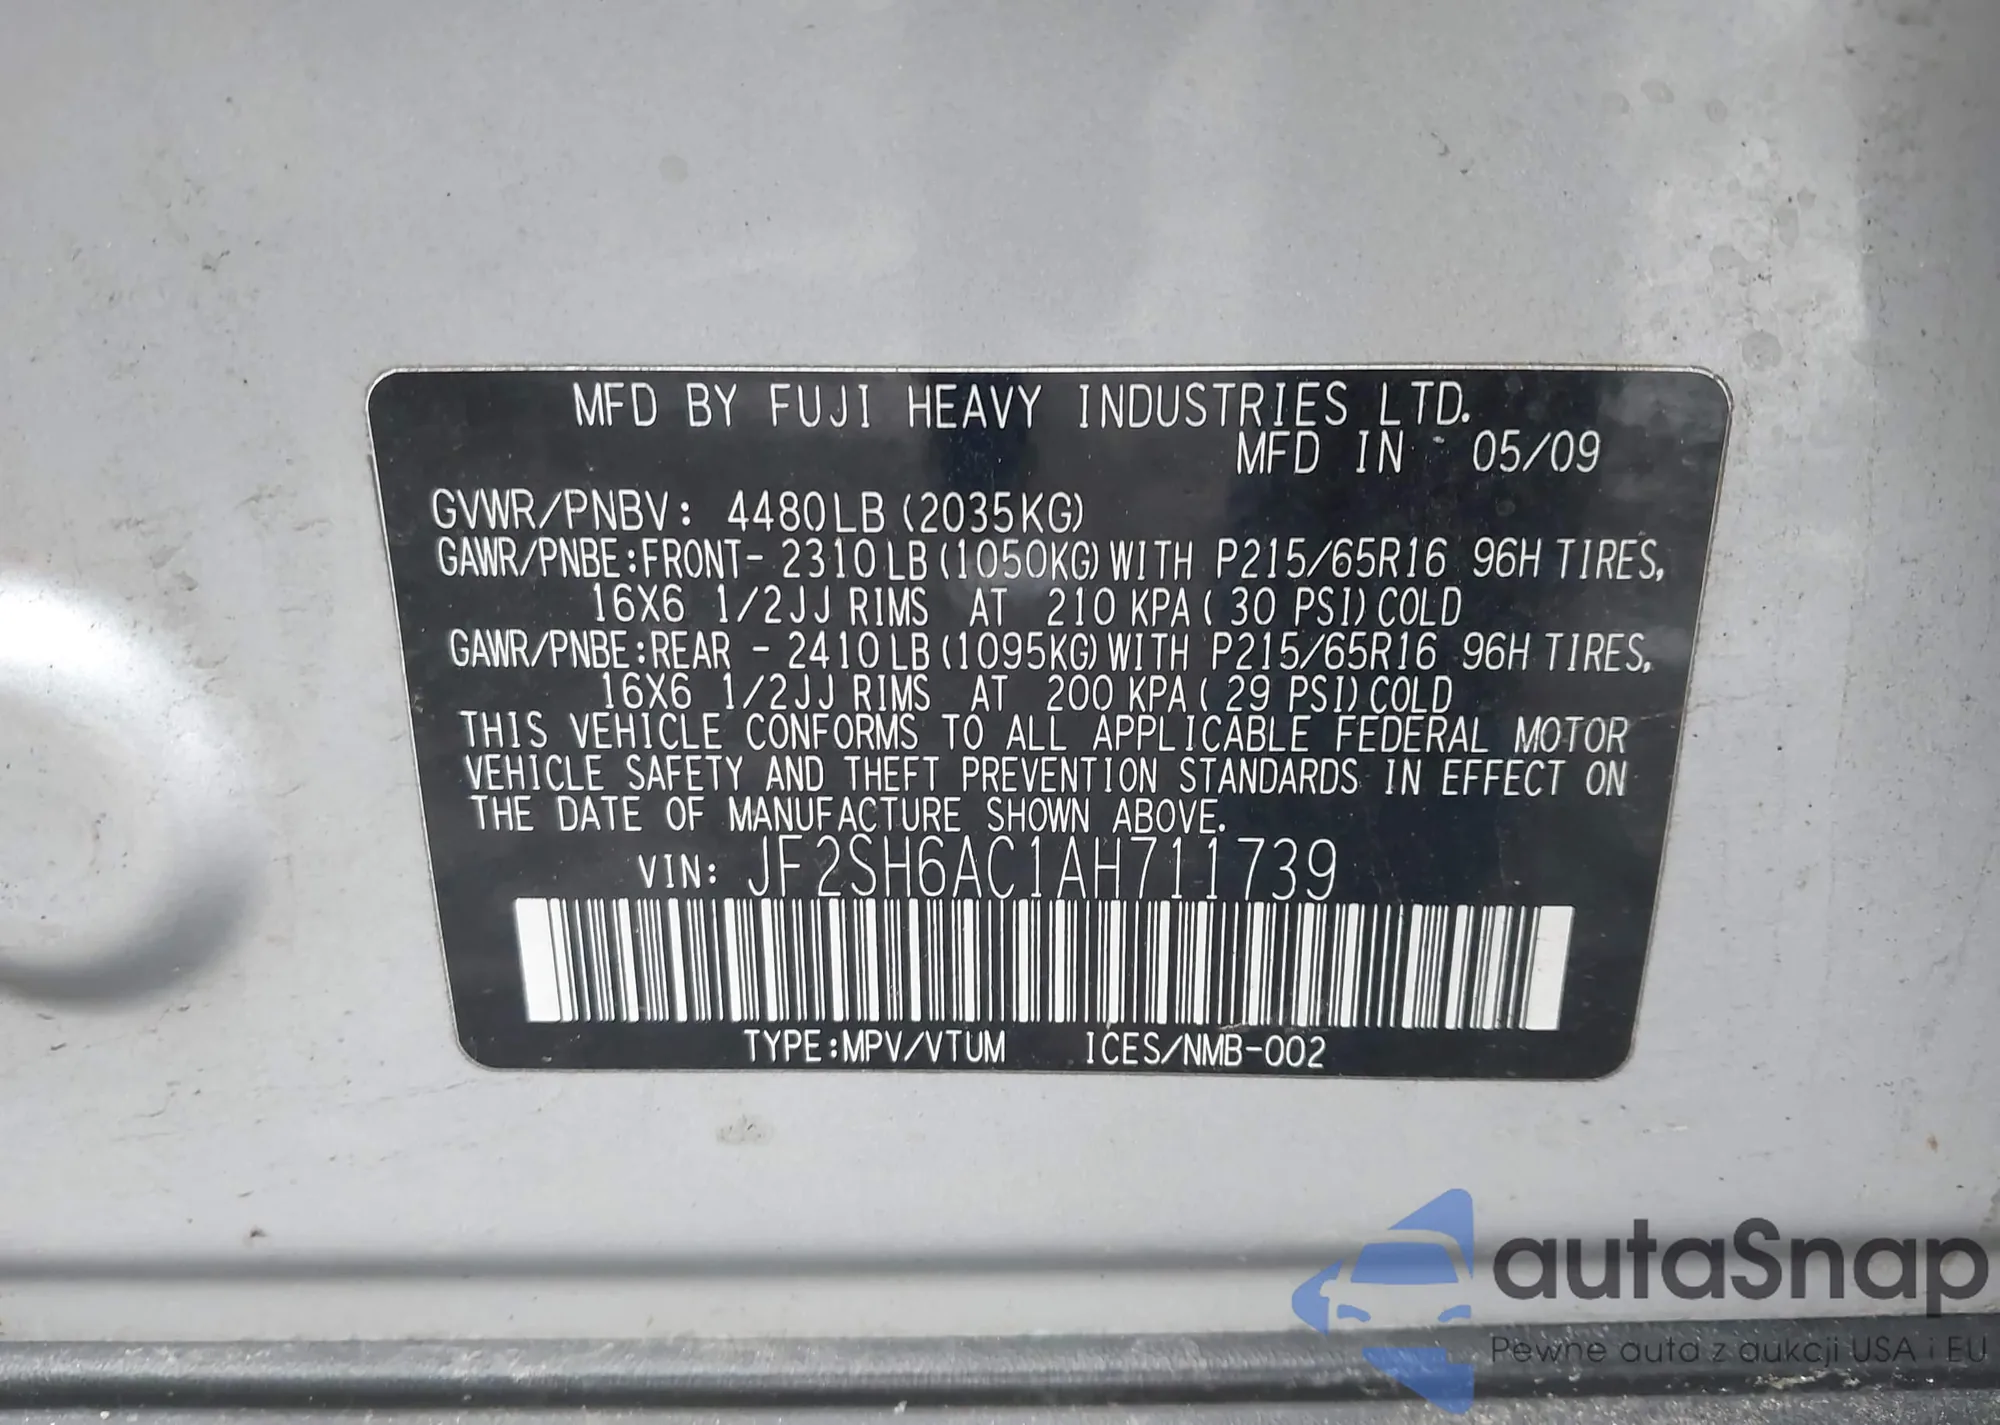 MFD BY FUJI HEAVY INDUSTRIES LTD.
MFD IN 05/09
GVWR/PNBV: 4480LB(2035KG)
GAWR/PNBE:FRONT- 2310LB(1050KG)WITH P215/65R16 96H TIRES,
16X6 1/2JJ RIMS AT 210 KPA( 30 PSI)COLD
GAWR/PNBE:REAR - 2410LB(1095KG)WITH P215/65R16 96H TIRES,
16X6 1/2JJ RIMS AT 200 KPA( 29 PSI)COLD
THIS VEHICLE CONFORMS TO ALL APPLICABLE FEDERAL MOTOR
VEHICLE SAFETY AND THEFT PREVENTION STANDARDS IN EFFECT ON
THE DATE OF MANUFACTURE SHOWN ABOVE.
VIN: JF2SH6AC1AH711739
TYPE:MPV/VTUM ICES/NMB-002
autaSnap
Pewne auta z aukcji USA i EU